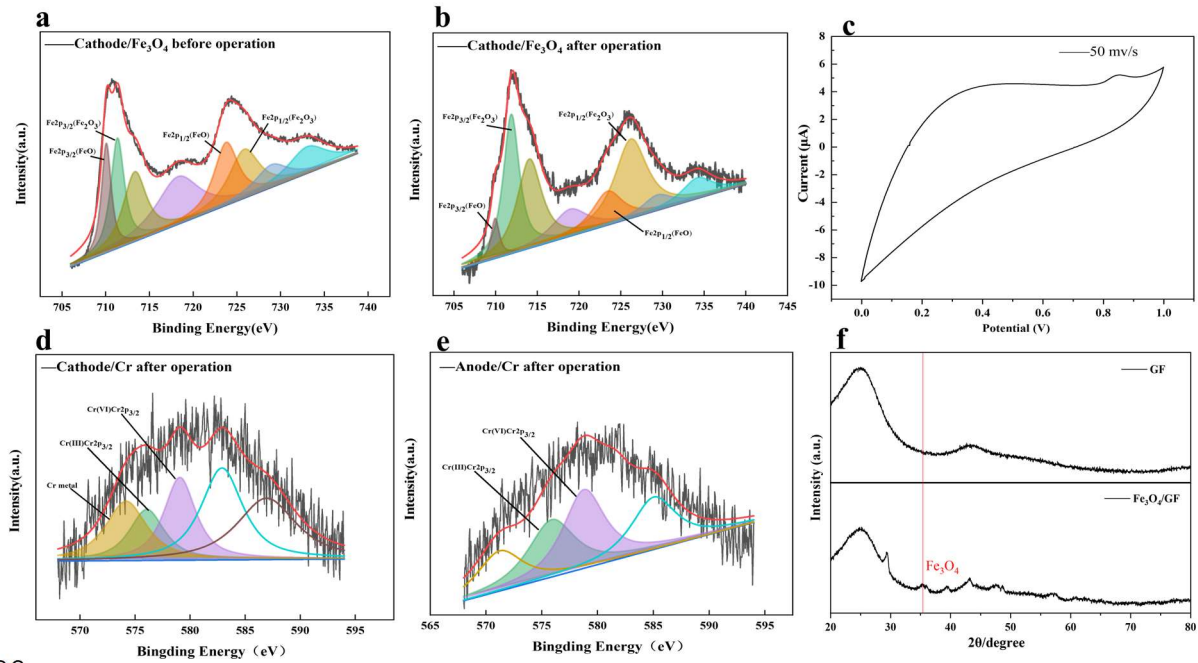 a
Cathode/Fe₃O₄ before operation
Fe2p₃/₂(Fe₂O₃)
Fe2p₃/₂(FeO)
Fe2p₁/₂(FeO)
Fe2p₁/₂(Fe₂O₃)
Intensity(a.u.)
705 710 715 720 725 730 735 740
Binding Energy(eV)
b
Cathode/Fe₃O₄ after operation
Fe2p₃/₂(Fe₂O₃)
Fe2p₃/₂(FeO)
Fe2p₁/₂(Fe₂O₃)
Fe2p₁/₂(FeO)
Intensity(a.u.)
705 710 715 720 725 730 735 740 745
Binding Energy(eV)
c
50 mv/s
8
6
4
2
0
-2
-4
-6
-8
-10
Current (μA)
0.0 0.2 0.4 0.6 0.8 1.0
Potential (V)
d
Cathode/Cr after operation
Cr(VI)Cr2p₃/₂
Cr(III)Cr2p₃/₂
Cr metal
Intensity(a.u.)
570 575 580 585 590 595
Bingding Energy（eV）
e
Anode/Cr after operation
Cr(VI)Cr2p₃/₂
Cr(III)Cr2p₃/₂
Intensity(a.u.)
565 570 575 580 585 590 595
Bingding Energy（eV）
f
GF
Fe₃O₄/GF
Fe₃O₄
Intensity (a.u.)
20 30 40 50 60 70 80
2θ/degree